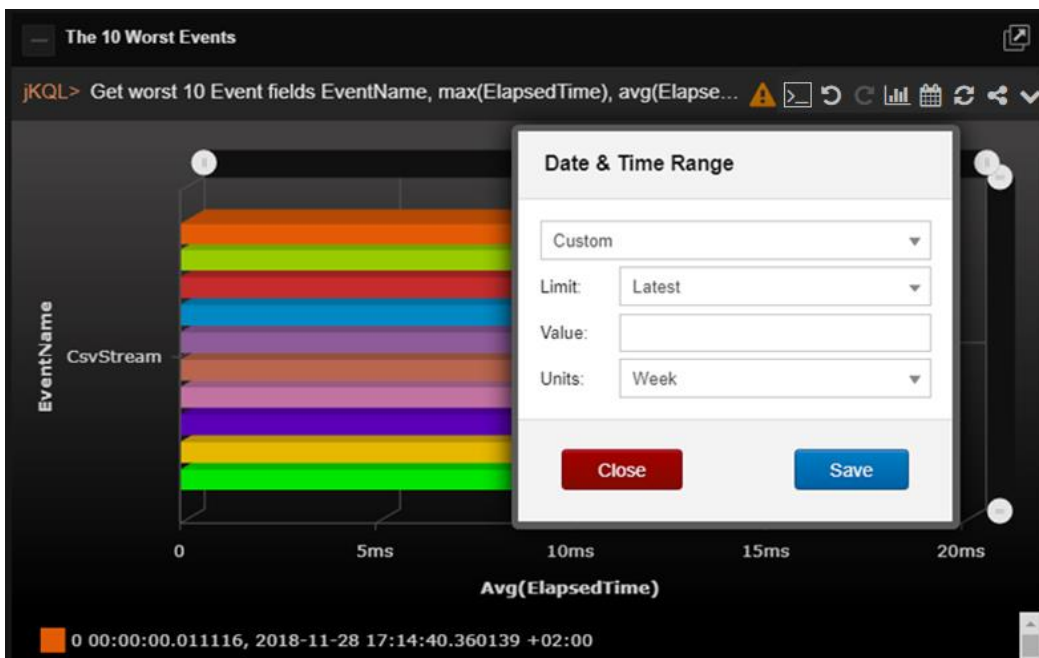 The 10 Worst Events
jKQL> Get worst 10 Event fields EventName, max(ElapsedTime), avg(Elapse...
Date & Time Range
Custom
Limit: Latest
Value:
Units: Week
Close Save
EventName
CsvStream
0 5ms 10ms 15ms 20ms
Avg(ElapsedTime)
0 00:00:00.011116, 2018-11-28 17:14:40.360139 +02:00